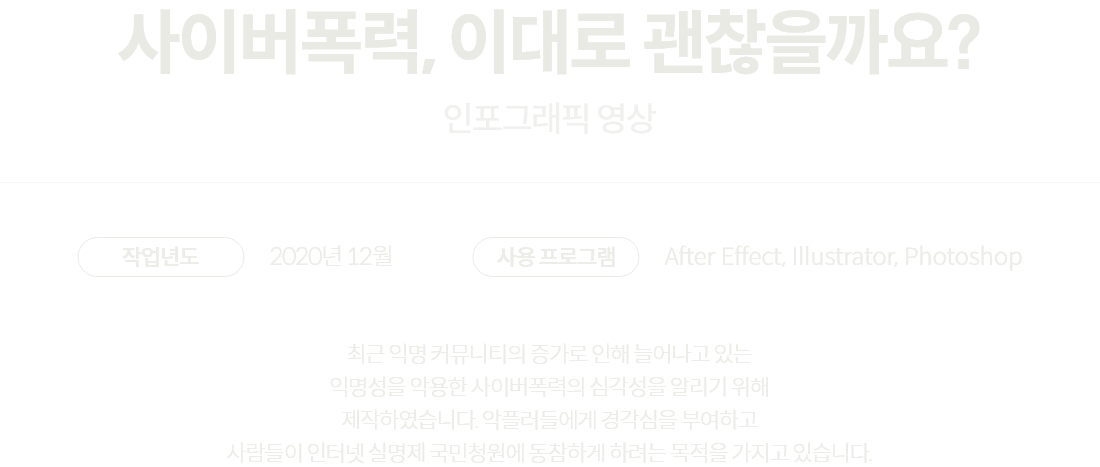 사이버폭력, 이대로 괜찮을까요?
인포그래픽 영상
작업년도 2020년 12월 사용 프로그램 After Effect, Illustrator, Photoshop
최근 익명 커뮤니티의 증가로 인해 늘어나고 있는
익명성을 악용한 사이버폭력의 심각성을 알리기 위해
제작하였습니다. 악플러들에게 경각심을 부여하고
사람들이 인터넷 실명제 국민청원에 동참하게 하려는 목적을 가지고 있습니다.